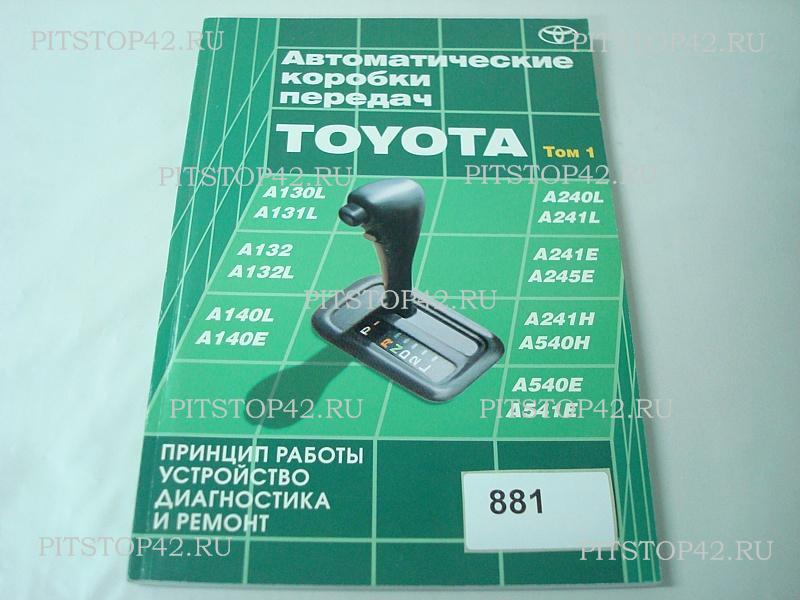 PITSTOP42.RU
PITSTOP42.RU
Автоматические
коробки
передач
TOYOTA
Том 1
PITSTOP42.RU
PITSTOP42.RU
A130L
A131L
A132
A132L
A140L
A140E
A240L
A241L
A241E
A245E
A241H
A540H
A540E
A541E
PITSTOP42.RU
P
R
N
D
2
L
PITSTOP42.RU
PITSTOP42.RU
ПРИНЦИП РАБОТЫ
УСТРОЙСТВО
ДИАГНОСТИКА
И РЕМОНТ
881
PITSTOP42.RU
PITSTOP42.RU